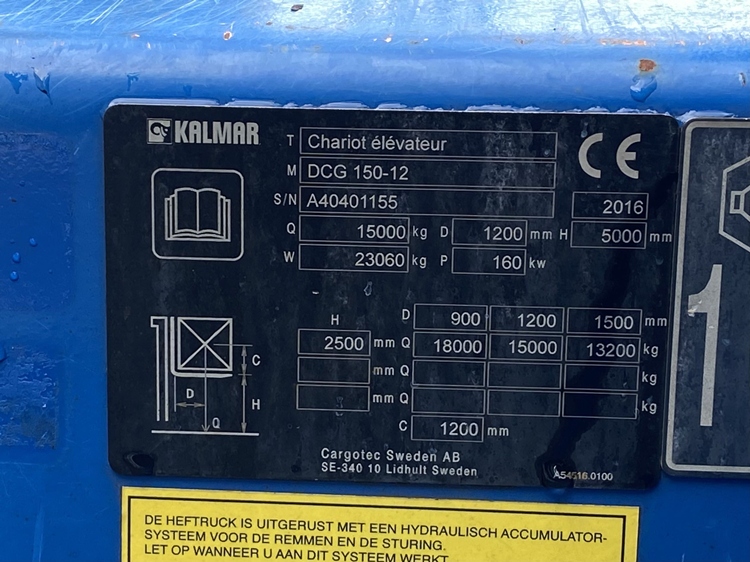 KALMAR
T Chariot élévateur
M DCG 150-12
S/N A40401155 2016
Q 15000 kg D 1200 mm H 5000 mm
W 23060 kg P 160 kw
CE
H D 900 1200 1500 mm
2500 mm Q 18000 15000 13200 kg
mm Q kg
mm Q kg
C 1200 mm
C
D H
Q
Cargotec Sweden AB
SE-340 10 Lidhult Sweden
A54516.0100
1
DE HEFTRUCK IS UITGERUST MET EEN HYDRAULISCH ACCUMULATOR-
SYSTEEM VOOR DE REMMEN EN DE STURING.
LET OP WANNEER U AAN DIT SYSTEEM WERKT.